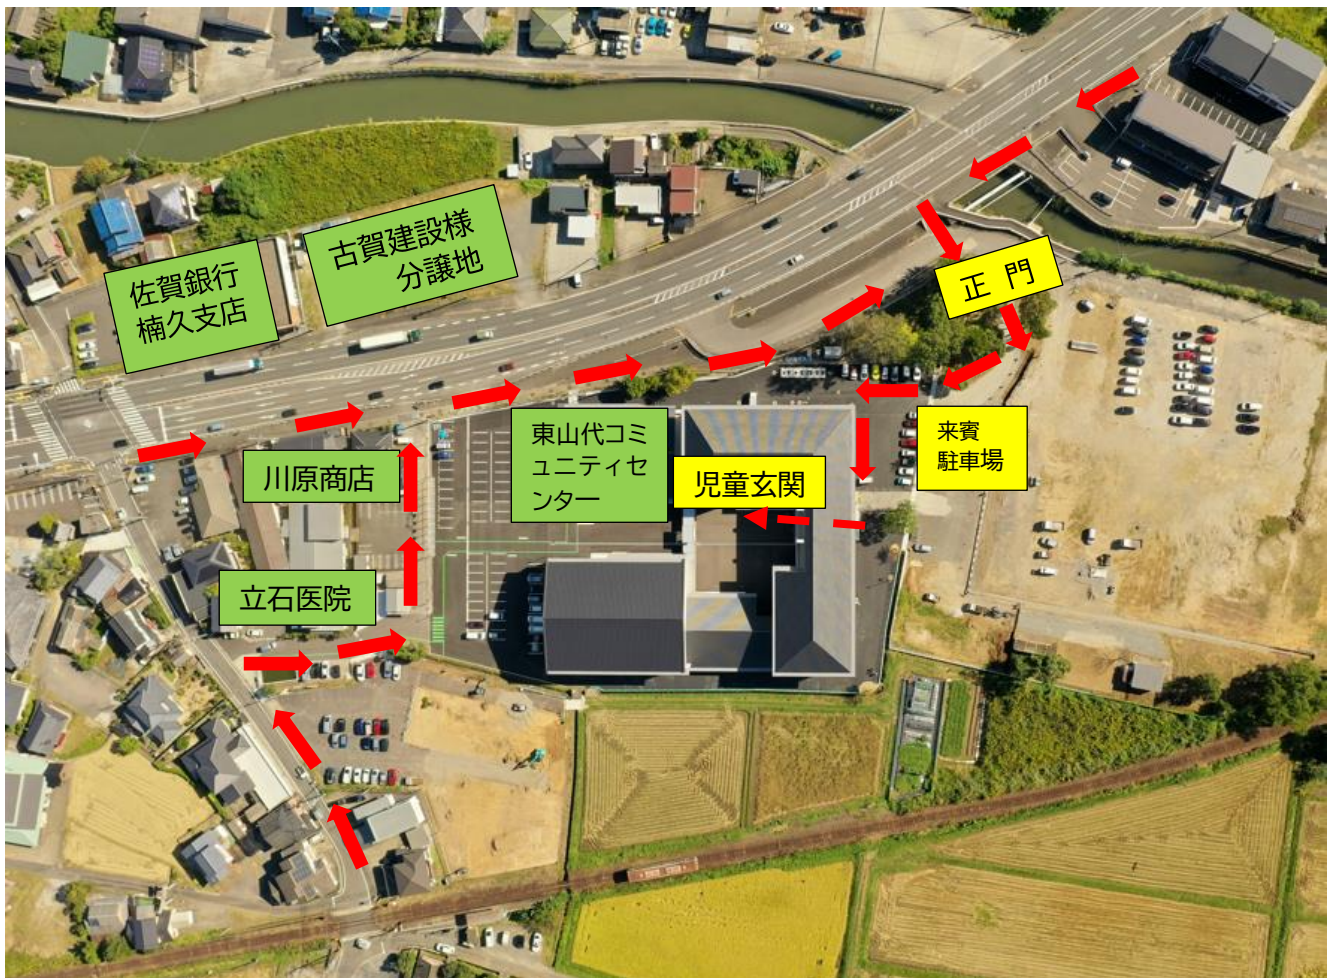 古賀建設様
分譲地
佐賀銀行
楠久支店
正 門
東山代コミ
ュニティセ
ンター
来賓
駐車場
川原商店
児童玄関
立石医院